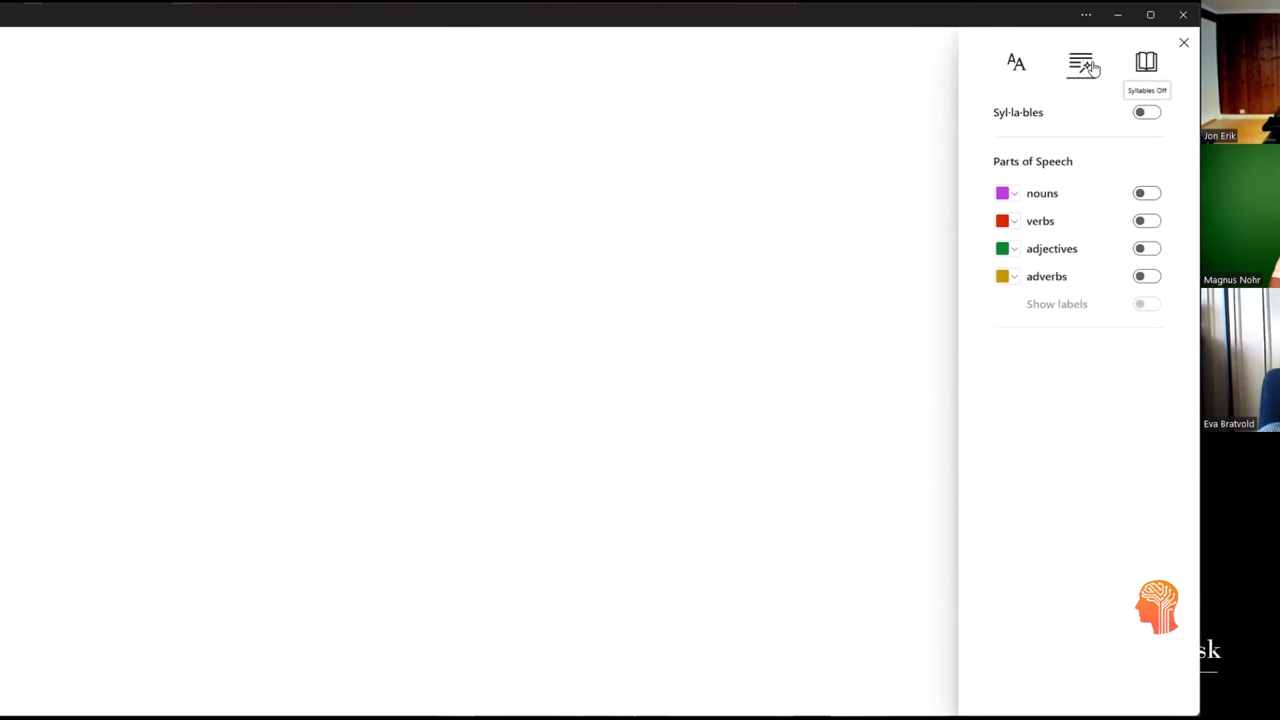 AA
Syllables Off
Syl·la·bles
Parts of Speech
nouns
verbs
adjectives
adverbs
Show labels
Jon Erik
Magnus Nohr
Eva Bratvold
sk